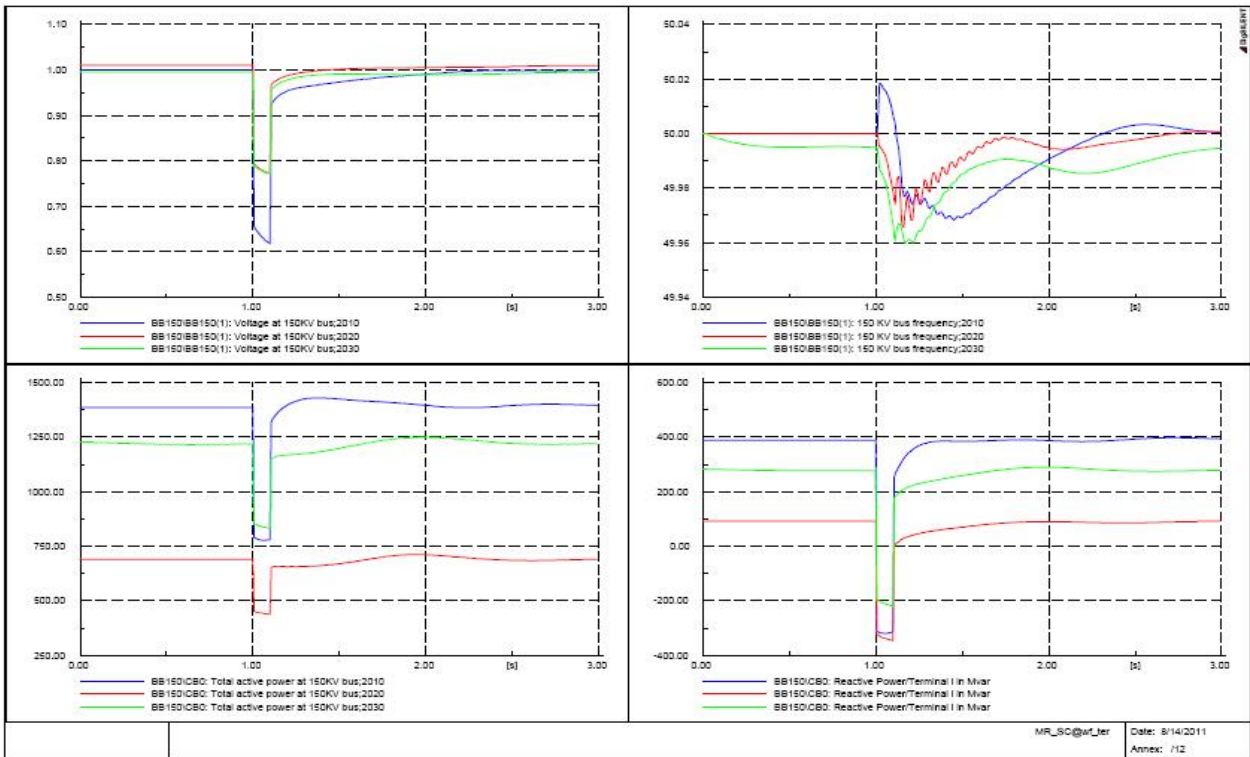 1.10
1.00
0.90
0.80
0.70
0.60
0.50
0.00
1.00
2.00
[s]
3.00
BB150\BB150(1): Voltage at 150KV bus;2010
BB150\BB150(1): Voltage at 150KV bus;2020
BB150\BB150(1): Voltage at 150KV bus;2030
50.04
50.02
50.00
49.98
49.96
49.94
0.00
1.00
2.00
[s]
3.00
BB150\BB150(1): 150 KV bus frequency;2010
BB150\BB150(1): 150 KV bus frequency;2020
BB150\BB150(1): 150 KV bus frequency;2030
DIgSILENT
1500.00
1250.00
1000.00
750.00
500.00
250.00
0.00
1.00
2.00
[s]
3.00
BB150\CB0: Total active power at 150KV bus;2010
BB150\CB0: Total active power at 150KV bus;2020
BB150\CB0: Total active power at 150KV bus;2030
600.00
400.00
200.00
0.00
-200.00
-400.00
0.00
1.00
2.00
[s]
3.00
BB150\CB0: Reactive Power/Terminal I in Mvar
BB150\CB0: Reactive Power/Terminal I in Mvar
BB150\CB0: Reactive Power/Terminal I in Mvar
MR_SC@wf_ter
Date: 8/14/2011
Annex: /12